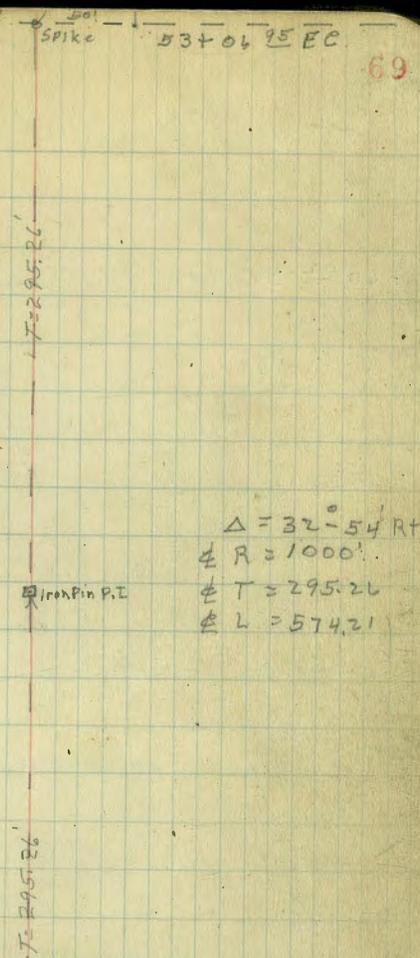 50'
Spike 53+06 95 EC
69
T=295.26'
Δ = 32°-54' Rt
℄ R = 1000'
Iron Pin P.I ℄ T = 295.26
℄ L = 574.21
T=295.26'